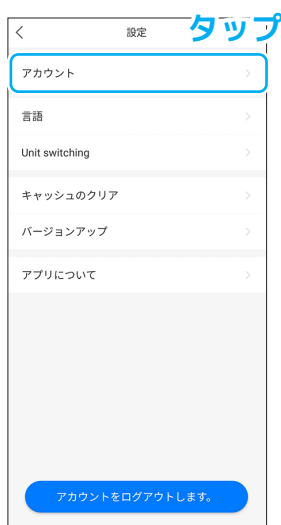 設定
タップ
アカウント
言語
Unit switching
キャッシュのクリア
バージョンアップ
アプリについて
アカウントをログアウトします。